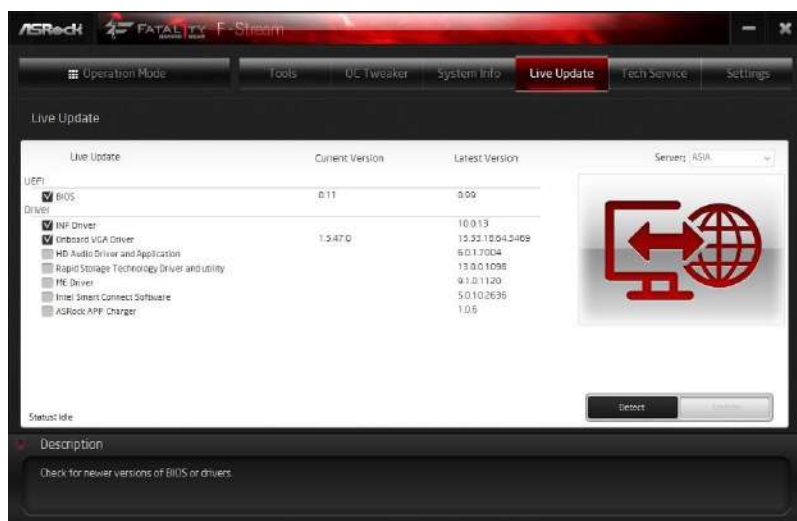 ASRock FATAL1TY F-Stream
Operation Mode Tools OC Tweaker System Info Live Update Tech Service Settings
Live Update
Live Update Current Version Latest Version Server: ASIA
UEFI
BIOS 0.11 0.99
Driver
INF Driver 10.0.13
Onboard VGA Driver 1.5.47.0 15.33.18.64.3469
HD Audio Driver and Application 6.0.1.7004
Rapid Storage Technology Driver and utility 13.0.0.1098
ME Driver 9.1.0.1120
Intel Smart Connect Software 5.0.10.2636
ASRock APP Charger 1.0.6
Status: Idle Detect
Description
Check for newer versions of BIOS or drivers.